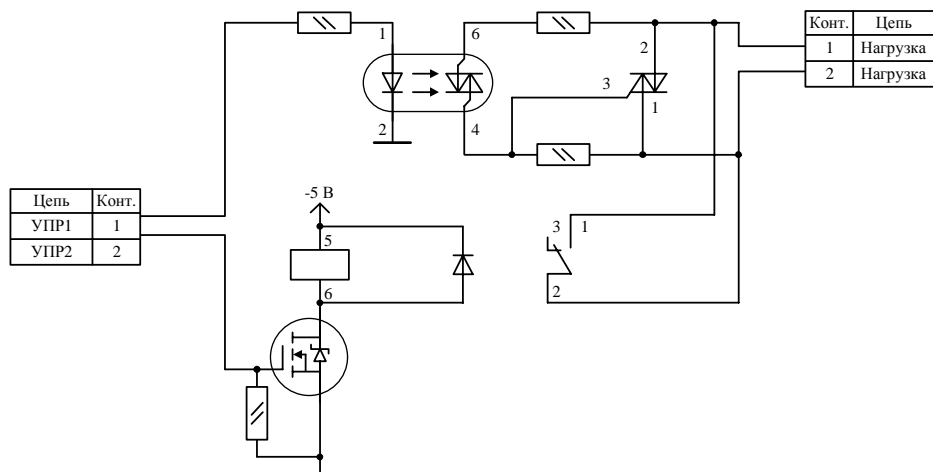 Конт. Цепь
1 Нагрузка
2 Нагрузка
1
6
2
3
1
2
4
Цепь Конт.
УПР1 1
УПР2 2
-5 В
5
6
3 1
2